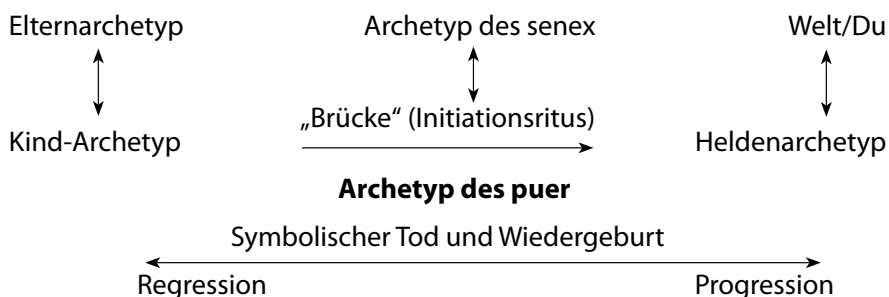 Elternarchetyp Archetyp des senex Welt/Du
„Brücke“ (Initiationsritus)
Kind-Archetyp Heldenarchetyp
Archetyp des puer
Symbolischer Tod und Wiedergeburt
Regression Progression